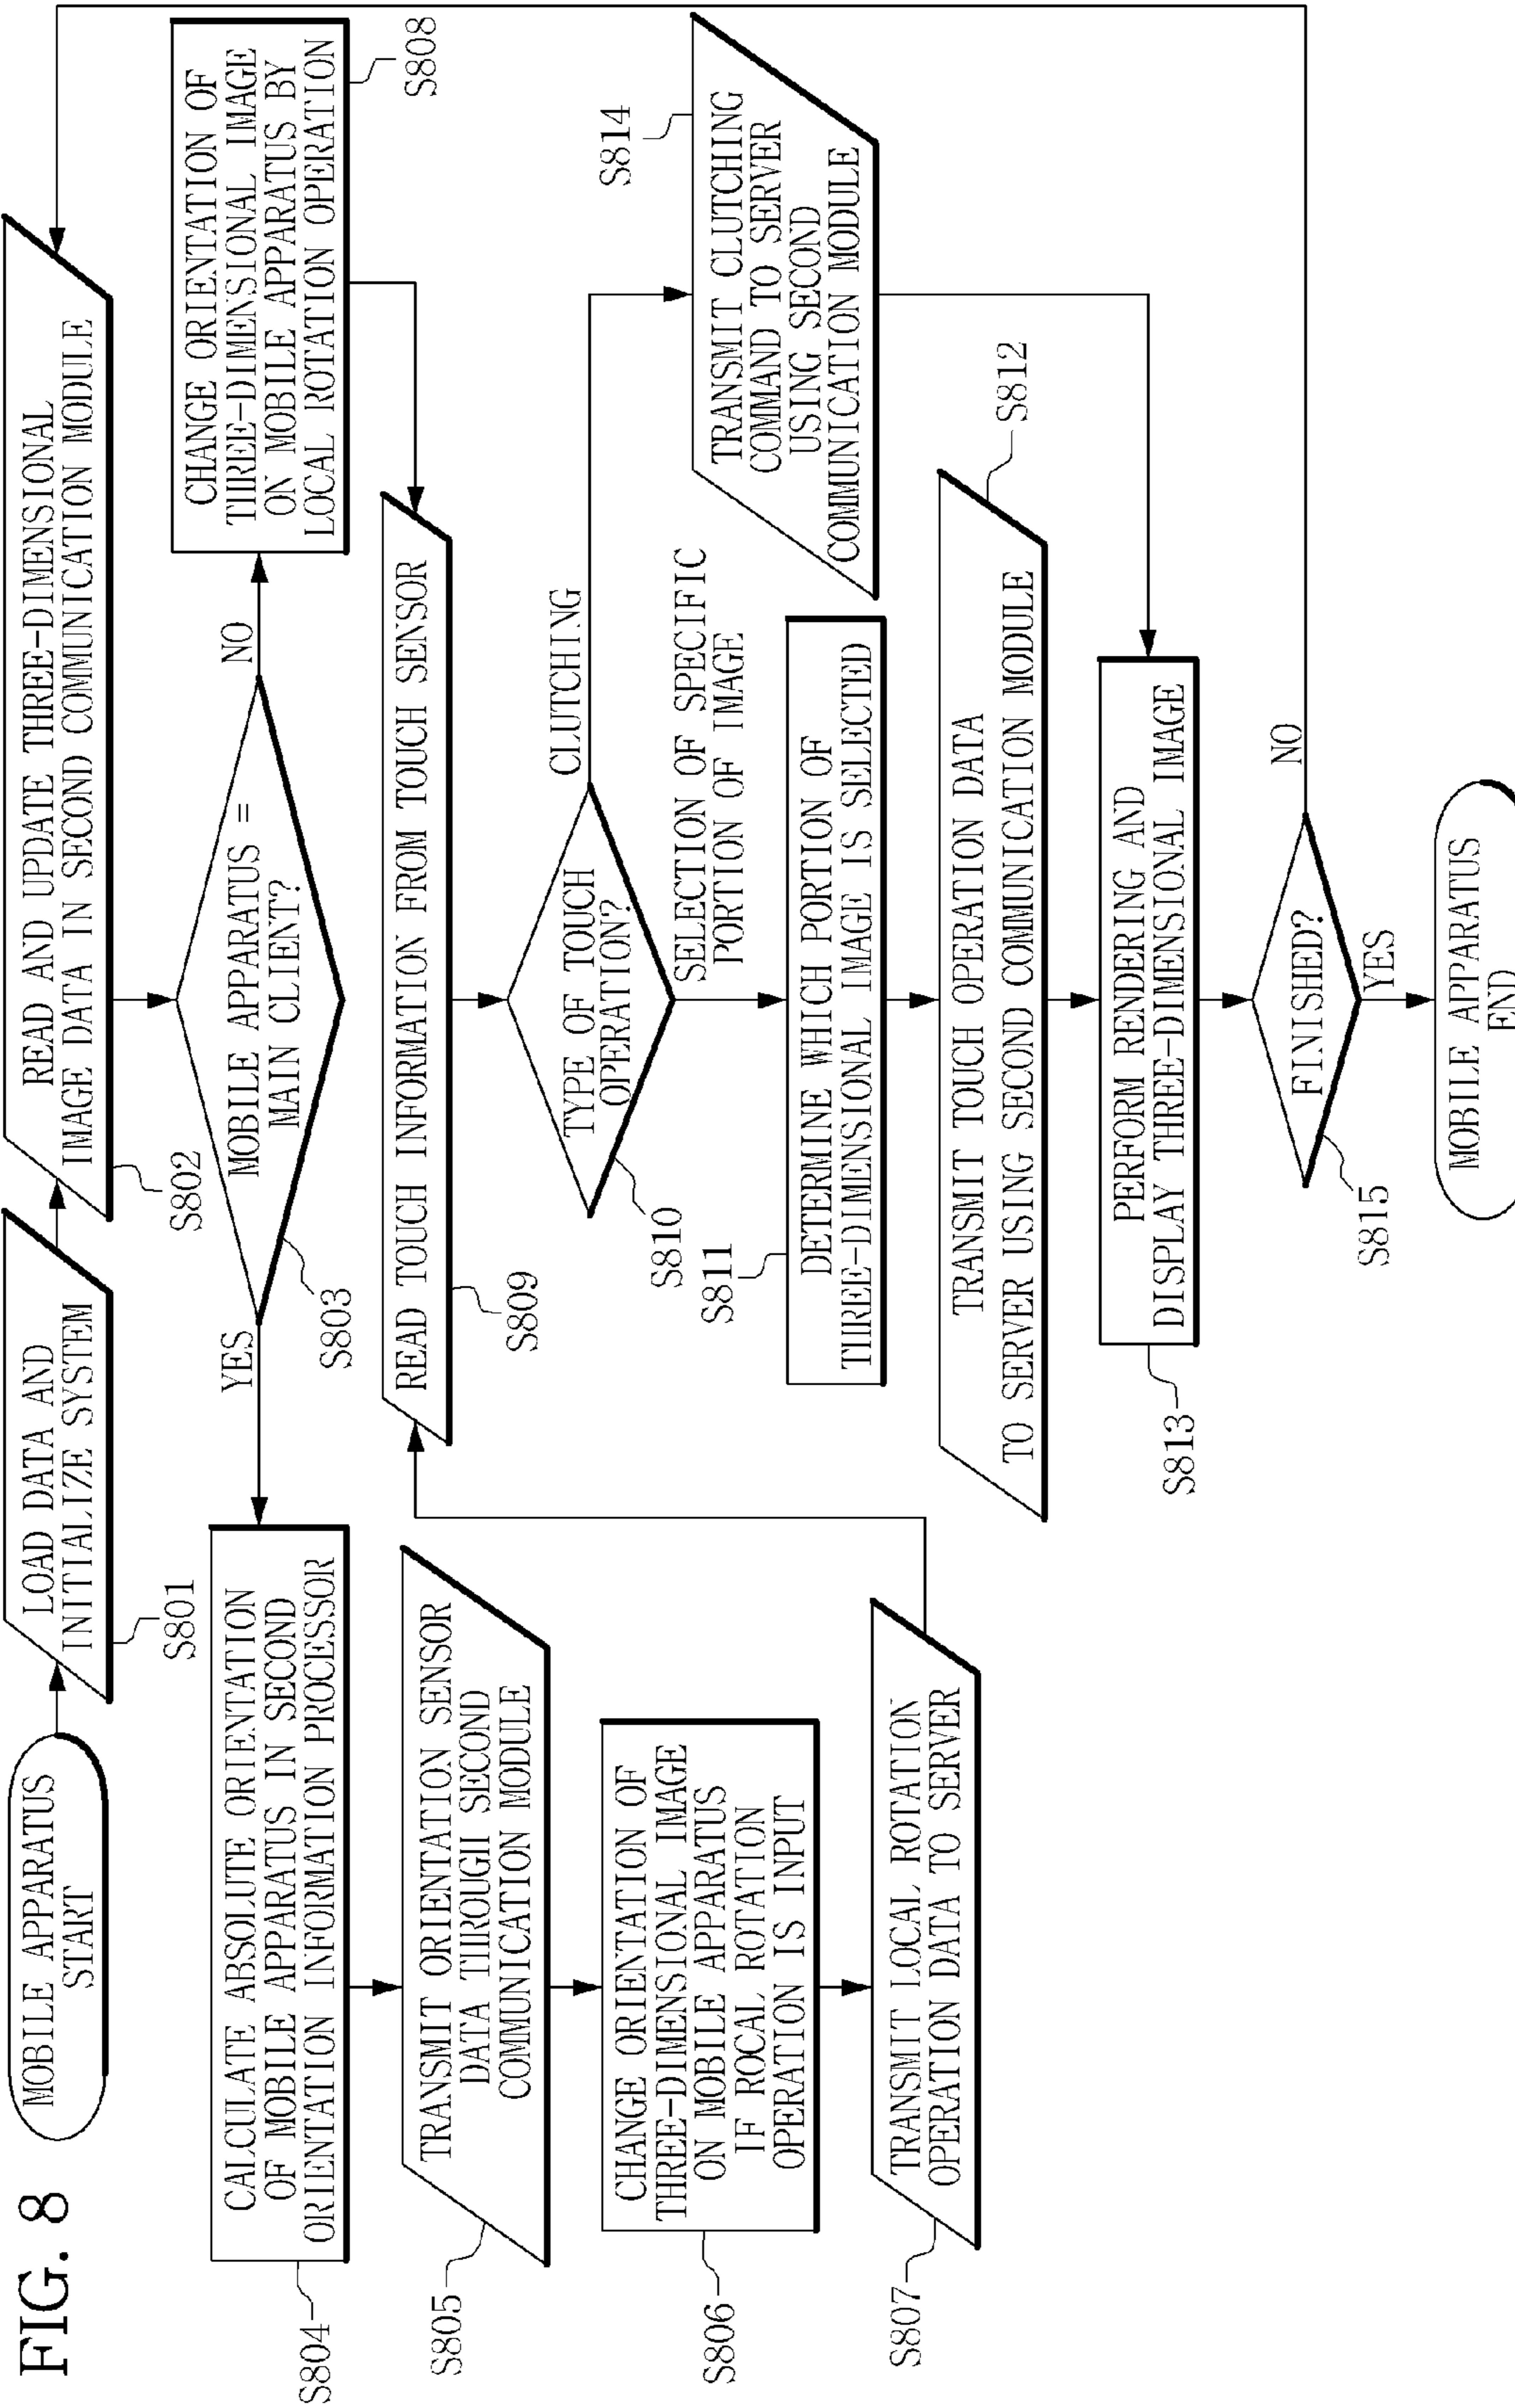 FIG. 8
MOBILE APPARATUS
START
LOAD DATA AND
INITIALIZE SYSTEM
S801
READ AND UPDATE THREE-DIMENSIONAL
IMAGE DATA IN SECOND COMMUNICATION MODULE
S802
MOBILE APPARATUS =
MAIN CLIENT?
S803
YES
NO
CALCULATE ABSOLUTE ORIENTATION
OF MOBILE APPARATUS IN SECOND
ORIENTATION INFORMATION PROCESSOR
S804
TRANSMIT ORIENTATION SENSOR
DATA THROUGH SECOND
COMMUNICATION MODULE
S805
CHANGE ORIENTATION OF
THREE-DIMENSIONAL IMAGE
ON MOBILE APPARATUS
IF ROCAL ROTATION
OPERATION IS INPUT
S806
TRANSMIT LOCAL ROTATION
OPERATION DATA TO SERVER
S807
CHANGE ORIENTATION OF
THREE-DIMENSIONAL IMAGE
ON MOBILE APPARATUS BY
LOCAL ROTATION OPERATION
S808
READ TOUCH INFORMATION FROM TOUCH SENSOR
S809
TYPE OF TOUCH
OPERATION?
S810
CLUTCHING
SELECTION OF SPECIFIC
PORTION OF IMAGE
S811
DETERMINE WHICH PORTION OF
THREE-DIMENSIONAL IMAGE IS SELECTED
TRANSMIT TOUCH OPERATION DATA
TO SERVER USING SECOND COMMUNICATION MODULE
S812
S814
TRANSMIT CLUTCHING
COMMAND TO SERVER
USING SECOND
COMMUNICATION MODULE
PERFORM RENDERING AND
DISPLAY THREE-DIMENSIONAL IMAGE
S813
FINISHED?
S815
NO
YES
MOBILE APPARATUS
END